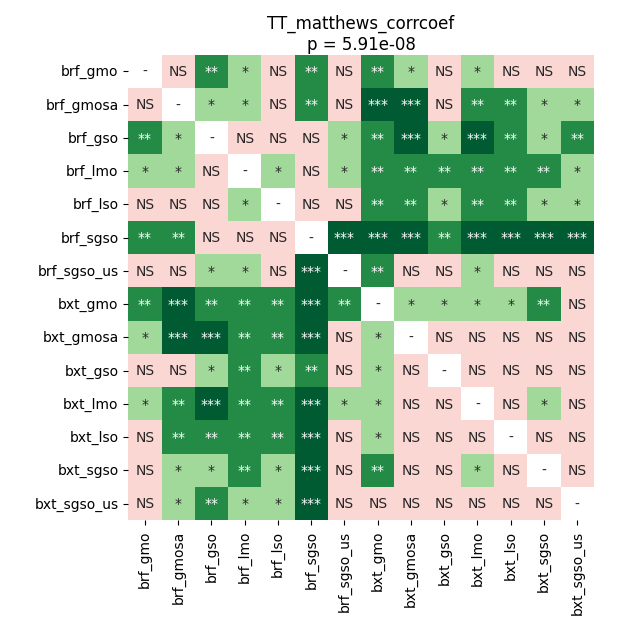 TT_matthews_corrcoef
p = 5.91e-08
brf_gmo - NS ** * NS ** NS ** * NS * NS NS NS
brf_gmosa NS - * * NS ** NS *** *** NS ** ** * *
brf_gso ** * - NS NS NS * ** *** * *** ** * **
brf_lmo * * NS - * NS * ** ** ** ** ** ** *
brf_lso NS NS NS * - NS NS ** ** * ** ** * *
brf_sgso ** ** NS NS NS - *** *** *** ** *** *** *** ***
brf_sgso_us NS NS * * NS *** - ** NS NS * NS NS NS
bxt_gmo ** *** ** ** ** *** ** - * * * * ** NS
bxt_gmosa * *** *** ** ** *** NS * - NS NS NS NS NS
bxt_gso NS NS * ** * ** NS * NS - NS NS NS NS
bxt_lmo * ** *** ** ** *** * * NS NS - NS * NS
bxt_lso NS ** ** ** ** *** NS * NS NS NS - NS NS
bxt_sgso NS * * ** * *** NS ** NS NS * NS - NS
bxt_sgso_us NS * ** * * *** NS NS NS NS NS NS NS -
brf_gmo brf_gmosa brf_gso brf_lmo brf_lso brf_sgso brf_sgso_us bxt_gmo bxt_gmosa bxt_gso bxt_lmo bxt_lso bxt_sgso bxt_sgso_us